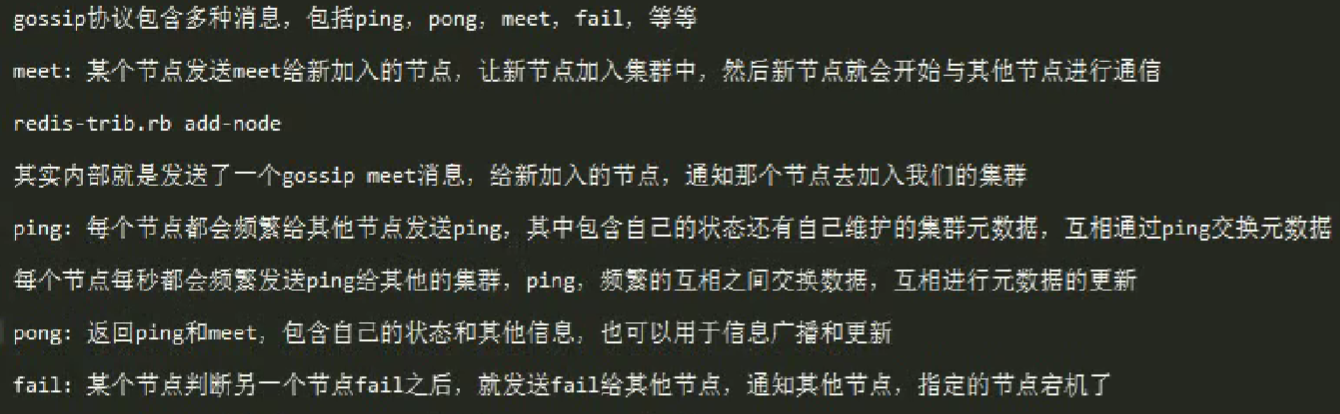 gossip协议包含多种消息，包括ping，pong，meet，fail，等等
meet: 某个节点发送meet给新加入的节点，让新节点加入集群中，然后新节点就会开始与其他节点进行通信
redis-trib.rb add-node
其实内部就是发送了一个gossip meet消息，给新加入的节点，通知那个节点去加入我们的集群
ping: 每个节点都会频繁给其他节点发送ping，其中包含自己的状态还有自己维护的集群元数据，互相通过ping交换元数据
每个节点每秒都会频繁发送ping给其他的集群，ping，频繁的互相之间交换数据，互相进行元数据的更新
pong: 返回ping和meet，包含自己的状态和其他信息，也可以用于信息广播和更新
fail: 某个节点判断另一个节点fail之后，就发送fail给其他节点，通知其他节点，指定的节点宕机了